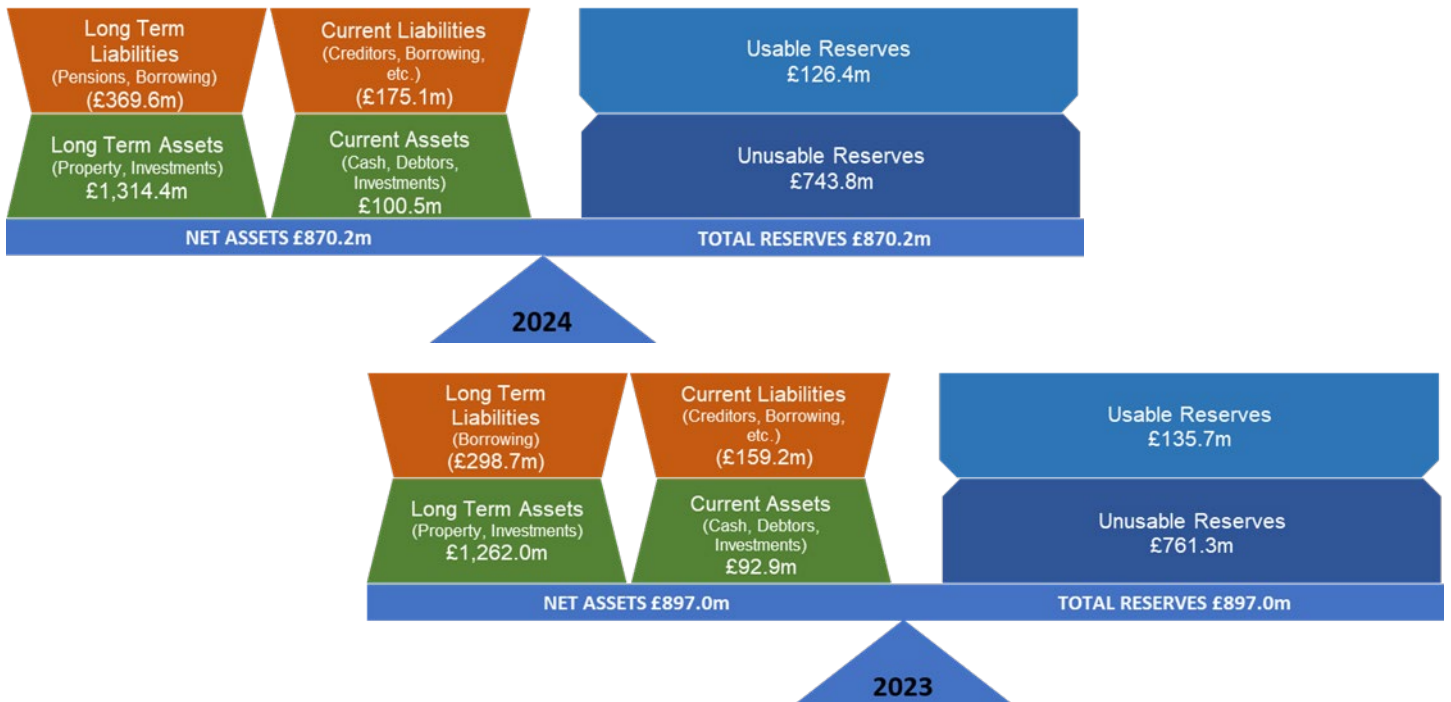 Long Term
Liabilities
(Pensions, Borrowing)
(£369.6m)
Current Liabilities
(Creditors, Borrowing,
etc.)
(£175.1m)
Usable Reserves
£126.4m
Long Term Assets
(Property, Investments)
£1,314.4m
Current Assets
(Cash, Debtors,
Investments)
£100.5m
Unusable Reserves
£743.8m
NET ASSETS £870.2m
TOTAL RESERVES £870.2m
2024
Long Term
Liabilities
(Borrowing)
(£298.7m)
Current Liabilities
(Creditors, Borrowing,
etc.)
(£159.2m)
Usable Reserves
£135.7m
Long Term Assets
(Property, Investments)
£1,262.0m
Current Assets
(Cash, Debtors,
Investments)
£92.9m
Unusable Reserves
£761.3m
NET ASSETS £897.0m
TOTAL RESERVES £897.0m
2023